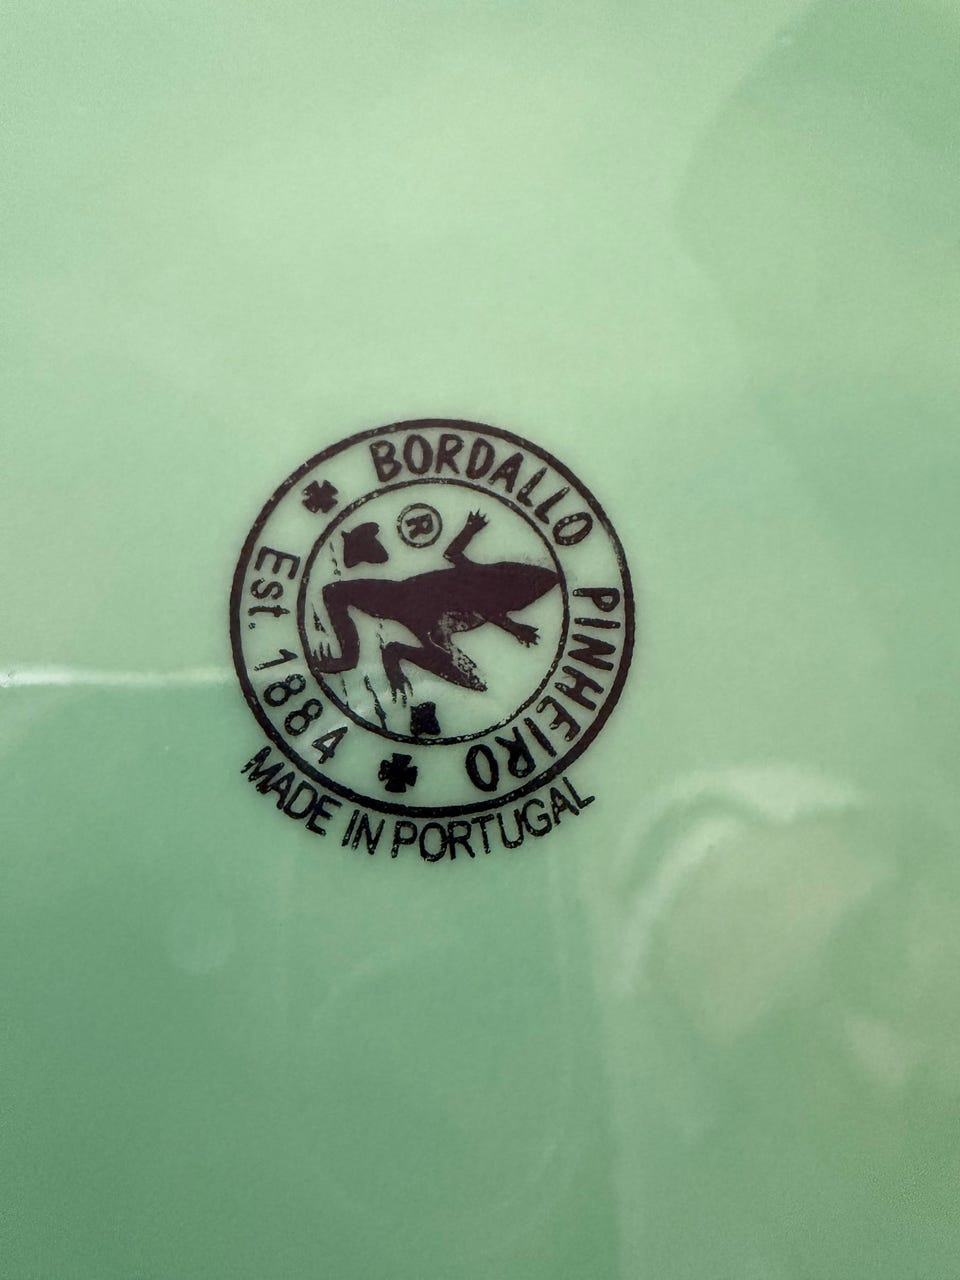 BORDALLO PINHEIRO
Est. 1884
®
MADE IN PORTUGAL